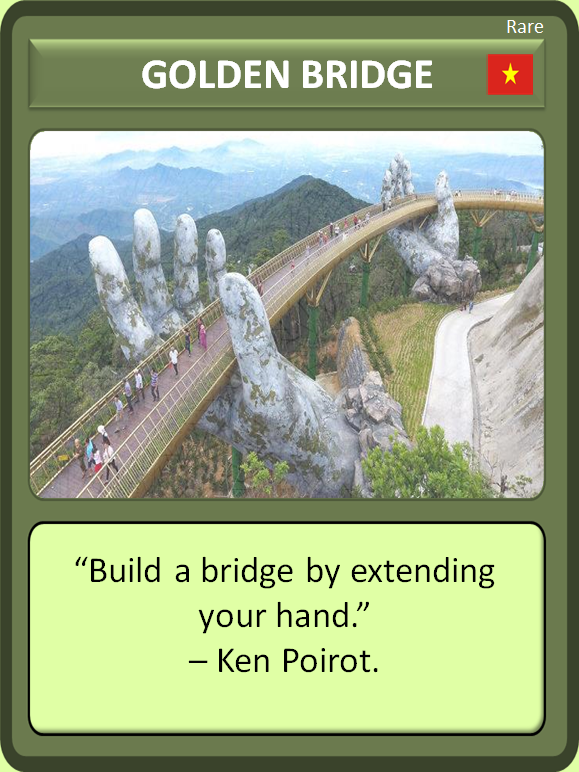 Rare
GOLDEN BRIDGE
“Build a bridge by extending
your hand.”
– Ken Poirot.